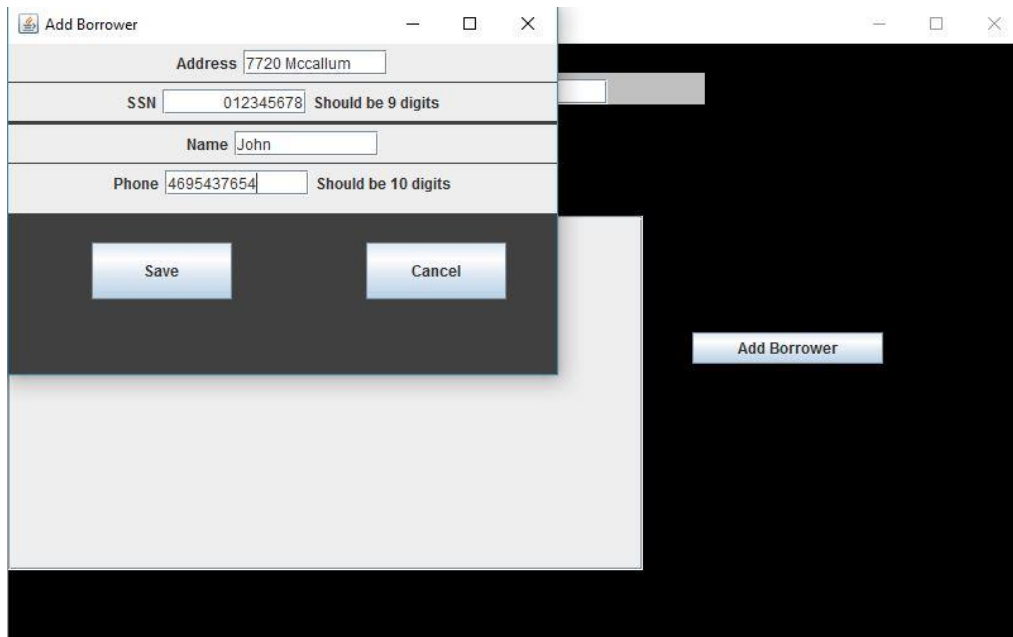 Add Borrower
Address 7720 Mccallum
SSN 012345678 Should be 9 digits
Name John
Phone 4695437654 Should be 10 digits
Save Cancel
Add Borrower